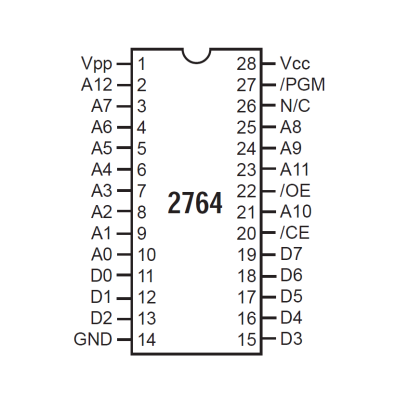 Vpp 1 28 Vcc
A12 2 27 /PGM
A7 3 26 N/C
A6 4 25 A8
A5 5 24 A9
A4 6 23 A11
A3 7 22 /OE
2764
A2 8 21 A10
A1 9 20 /CE
A0 10 19 D7
D0 11 18 D6
D1 12 17 D5
D2 13 16 D4
GND 14 15 D3